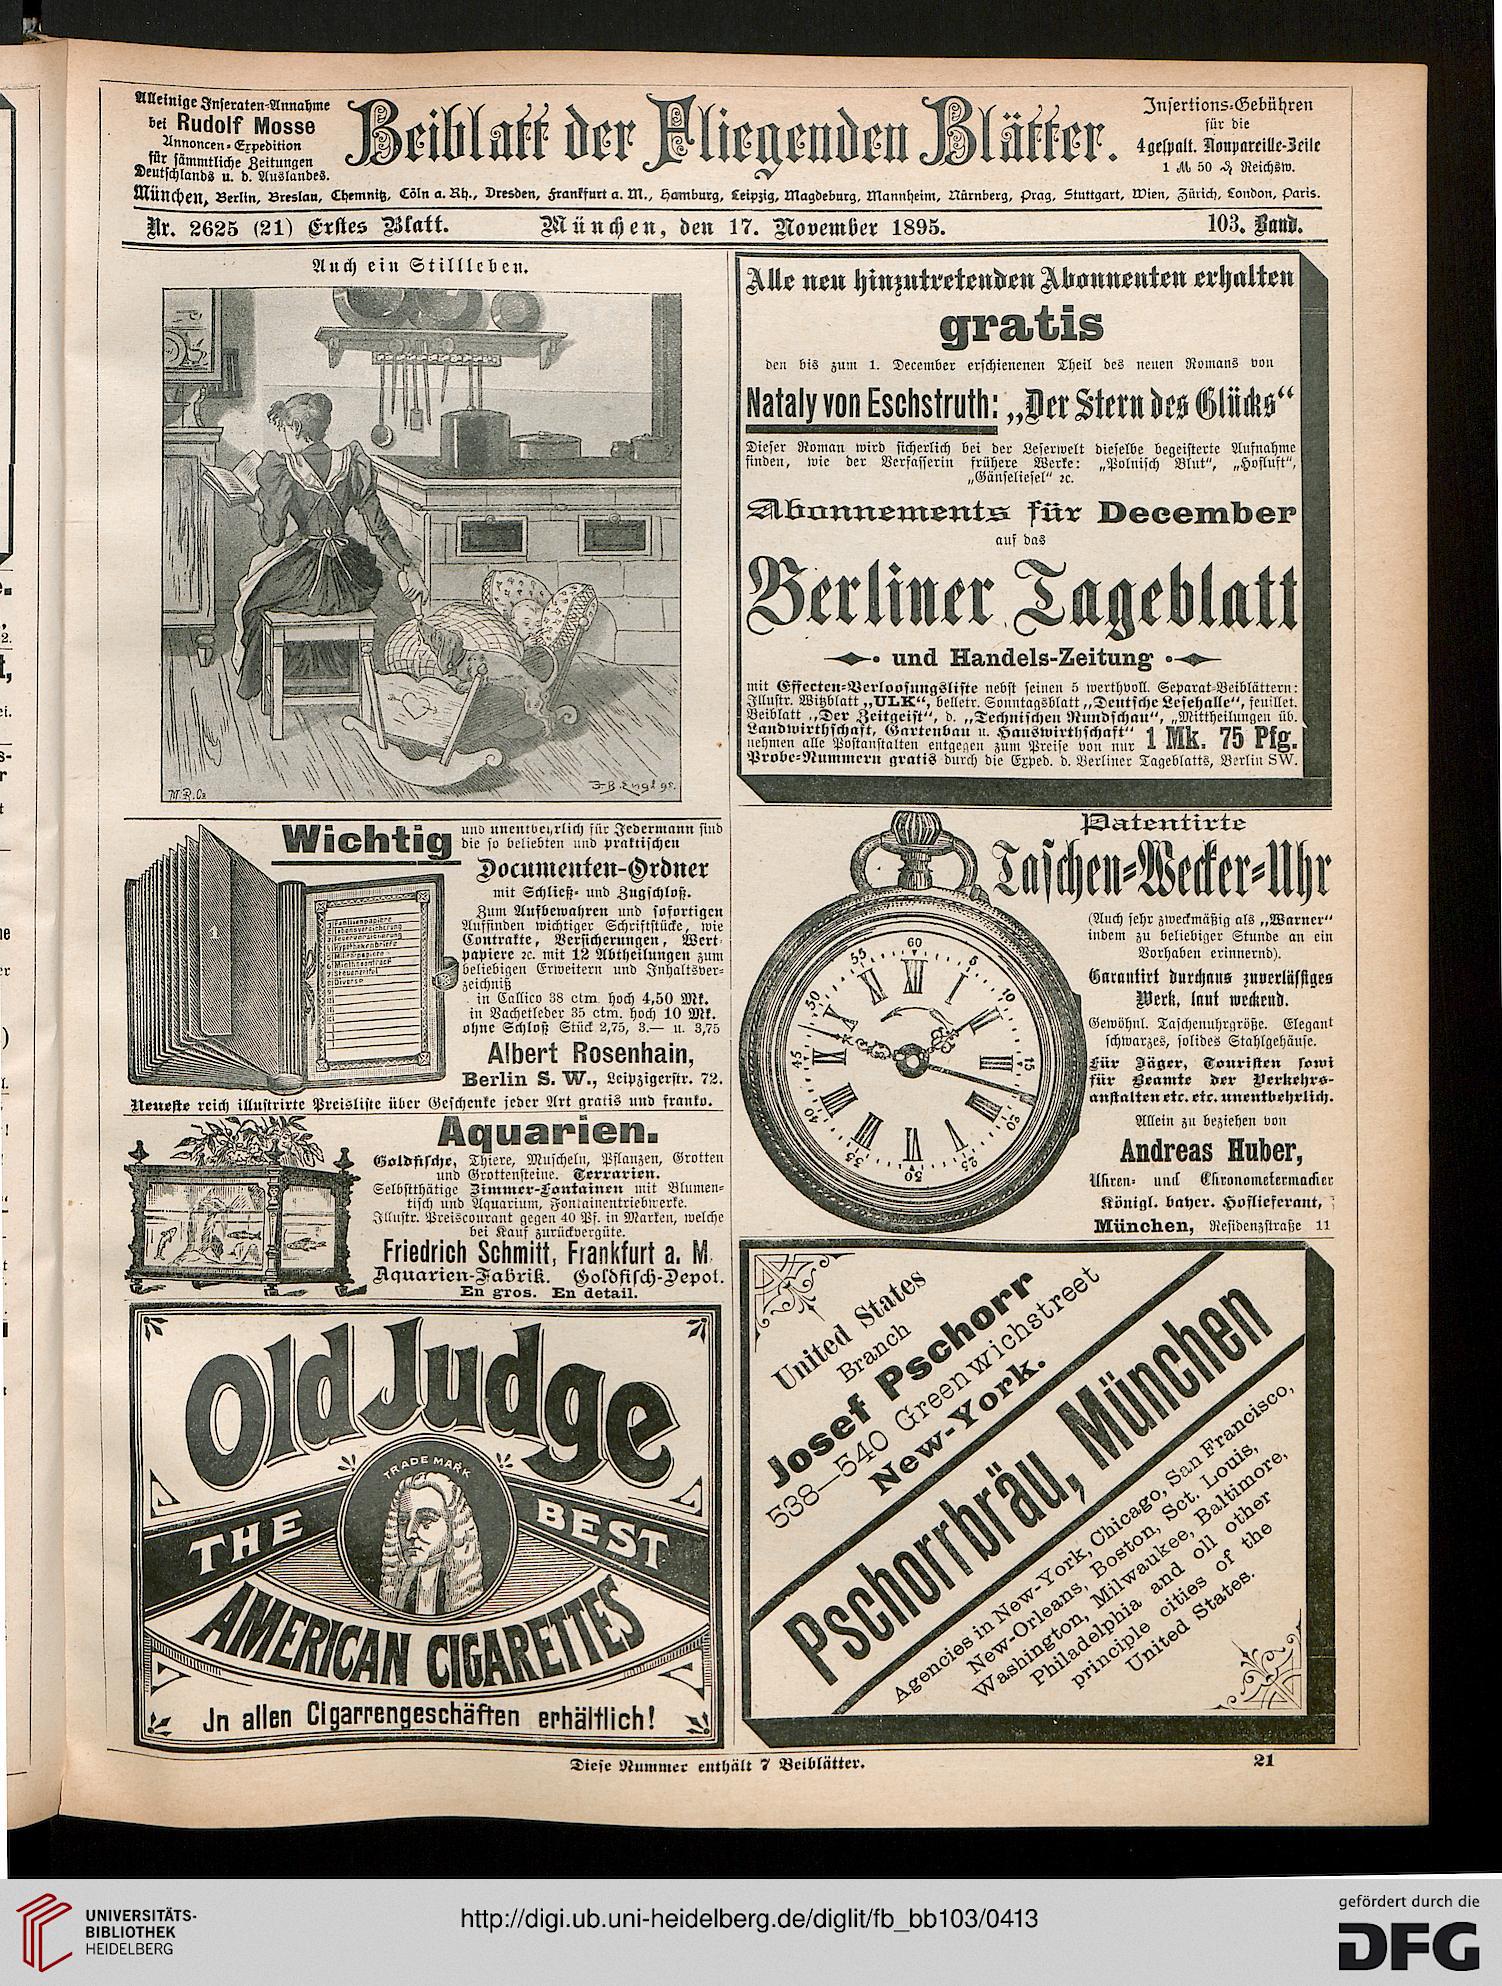 Alleinige Inseraten-Annahme
bei Rudolf Mosse
Annoncen-Expedition
für sämmtliche Zeitungen
Deutschlands u. d. Auslandes.
Beiblatt der Fliegenden Blätter.
Insertions-Gebühren
für die
4gespalt. Nonpareille-Zeile
1 ℳ 50 ₰ Reichsw.
München, Berlin, Breslau, Chemnitz, Cöln a. Rh., Dresden, Frankfurt a. M., Hamburg, Leipzig, Magdeburg, Mannheim, Nürnberg, Prag, Stuttgart, Wien, Zürich, London, Paris.
Nr. 2625 (21) Erstes Blatt. München, den 17. November 1895. 103. Band.
Auch ein Stillleben.
M.R.Co
J.B.Engl 95.
Alle neu hinzutretenden Abonnenten erhalten
gratis
den bis zum 1. December erschienenen Theil des neuen Romans von
Nataly von Eschstruth: „Der Stern des Glücks“
Dieser Roman wird sicherlich bei der Leserwelt dieselbe begeisterte Aufnahme
finden, wie der Verfasserin frühere Werke: „Polnisch Blut“, „Hofluft“,
„Gänseliesel“ ꝛc.
Abonnements für December
auf das
Berliner Tageblatt
und Handels-Zeitung
mit Effecten-Verloosungsliste nebst seinen 5 werthvoll. Separat-Beiblättern:
Illustr. Witzblatt „ULK“, belletr. Sonntagsblatt „Deutsche Lesehalle“, feuillet.
Beiblatt „Der Zeitgeist“, d. „Technischen Rundschau“, „Mittheilungen üb.
Landwirthschaft, Gartenbau u. Hauswirthschaft“
nehmen alle Postanstalten entgegen zum Preise von nur 1 Mk. 75 Pfg.
Probe-Nummern gratis durch die Exped. d. Berliner Tageblatts, Berlin SW.
Wichtig und unentbehrlich für Jedermann sind
die so beliebten und praktischen
Documenten-Ordner
mit Schließ- und Zugschloß.
Zum Aufbewahren und sofortigen
Auffinden wichtiger Schriftstücke, wie
Contrakte, Versicherungen, Wert-
papiere ꝛc. mit 12 Abtheilungen zum
beliebigen Erweitern und Inhaltsver-
zeichniß
in Callico 38 ctm. hoch 4,50 Mk.
in Vachetleder 35 ctm. hoch 10 Mk.
ohne Schloß Stück 2,75, 3.— u. 3,75
Albert Rosenhain,
Berlin S. W., Leipzigerstr. 72.
Neueste reich illustrirte Preisliste über Geschenke jeder Art gratis und franko.
Aquarien.
Goldfische, Thiere, Muscheln, Pflanzen, Grotten
und Grottensteine. Terrarien.
Selbstthätige Zimmer-Fontainen mit Blumen-
tisch und Aquarium, Fontainentriebwerke.
Illustr. Preiscourant gegen 40 Pf. in Marken, welche
bei Kauf zurückvergüte.
Friedrich Schmitt, Frankfurt a. M.
Aquarien-Fabrik. Goldfisch-Depot.
En gros. En detail.
Patentirte
Taschen-Wecker-Uhr
(Auch sehr zweckmäßig als „Warner“
indem zu beliebiger Stunde an ein
Vorhaben erinnernd).
Garantirt durchaus zuverlässiges
Werk, laut weckend.
Gewöhnl. Taschenuhrgröße. Elegant
schwarzes, solides Stahlgehäuse.
Für Jäger, Touristen sowi
für Beamte der Verkehrs-
anstalten etc. etc. unentbehrlich.
Allein zu beziehen von
Andreas Huber,
Uhren- und Chronometermacher
Königl. bayer. Hoflieferant,
München, Residenzstraße 11
60 5 10 15 20 25 50 35 40 45 50 55
Old Judge
TRADE MARK
THE BEST
AMERICAN CIGARETTES
Jn allen Cigarrengeschäften erhältlich!
United States
Branch
Josef Pschorr
538—540 Greenwichstreet
New-York.
Pschorrbräu, München
Agencies in New-York, Chicago, San Francisco,
New-Orleans, Boston, Sct. Louis,
Washington, Milwaukee, Baltimore,
Philadelphia and oll other
principle cities of the
United States.
Diese Nummer enthält 7 Beiblätter.
21
UNIVERSITÄTS-
BIBLIOTHEK
HEIDELBERG
http://digi.ub.uni-heidelberg.de/diglit/fb_bb103/0413
gefördert durch die
DFG